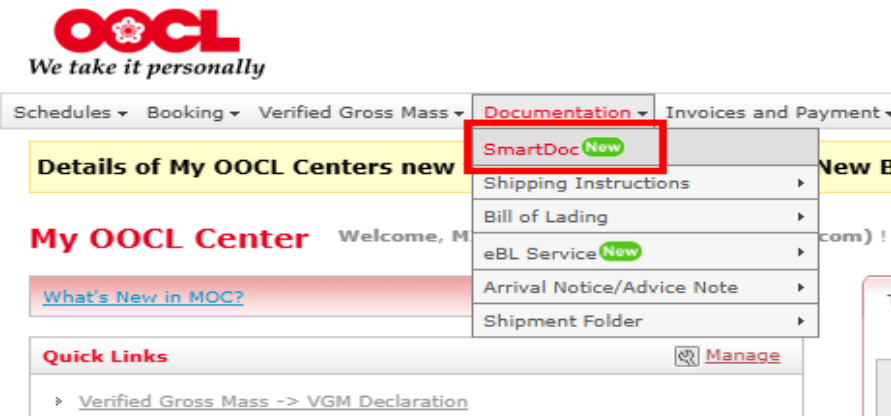 OOCL
We take it personally
Schedules Booking Verified Gross Mass Documentation Invoices and Payment
SmartDoc New
Details of My OOCL Centers new New
Shipping Instructions
Bill of Lading
My OOCL Center Welcome, com) !
eBL Service New
What's New in MOC?
Arrival Notice/Advice Note
Shipment Folder
Quick Links Manage
Verified Gross Mass -> VGM Declaration